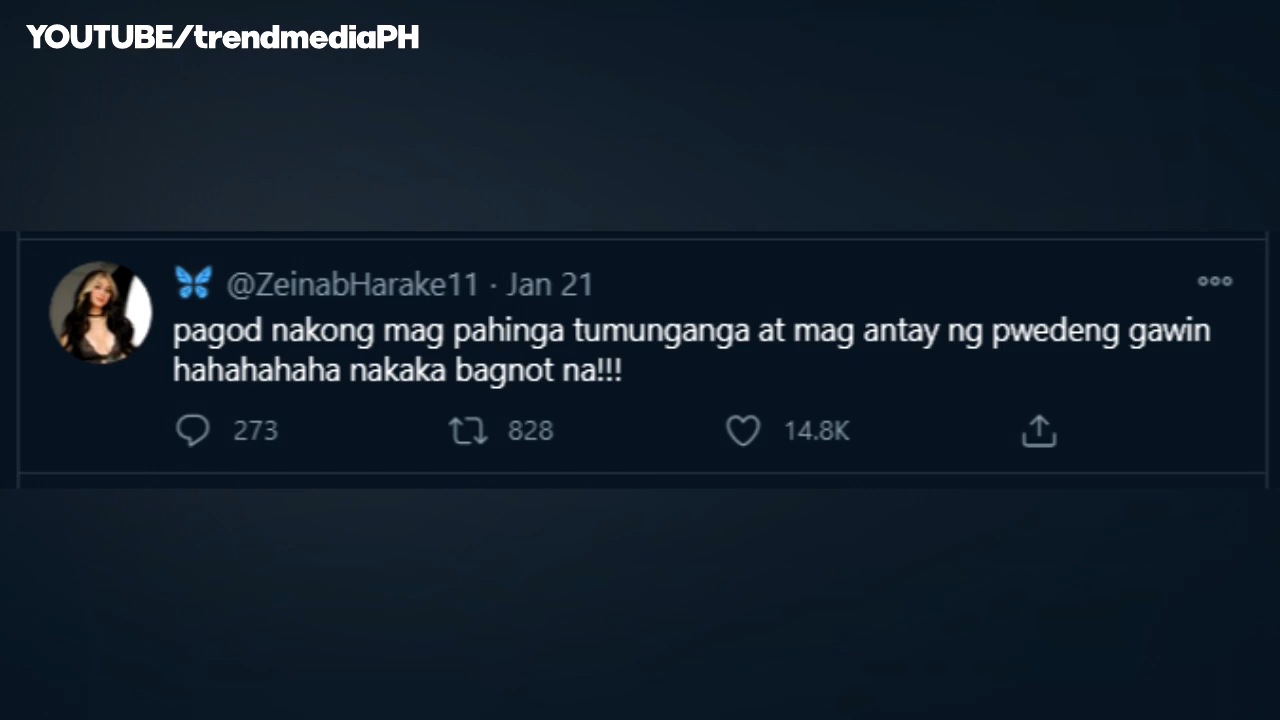 YOUTUBE/trendmediaPH
🦋 @ZeinabHarake11 · Jan 21
pagod nakong mag pahinga tumunganga at mag antay ng pwedeng gawin
hahahahaha nakaka bagnot na!!!
273 828 14.8K